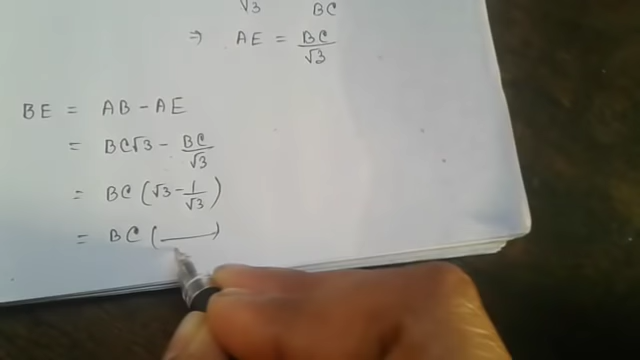 √3 BC
⇒ AE = BC/√3
BE = AB - AE
= BC√3 - BC/√3
= BC (√3 - 1/√3)
= BC ( )